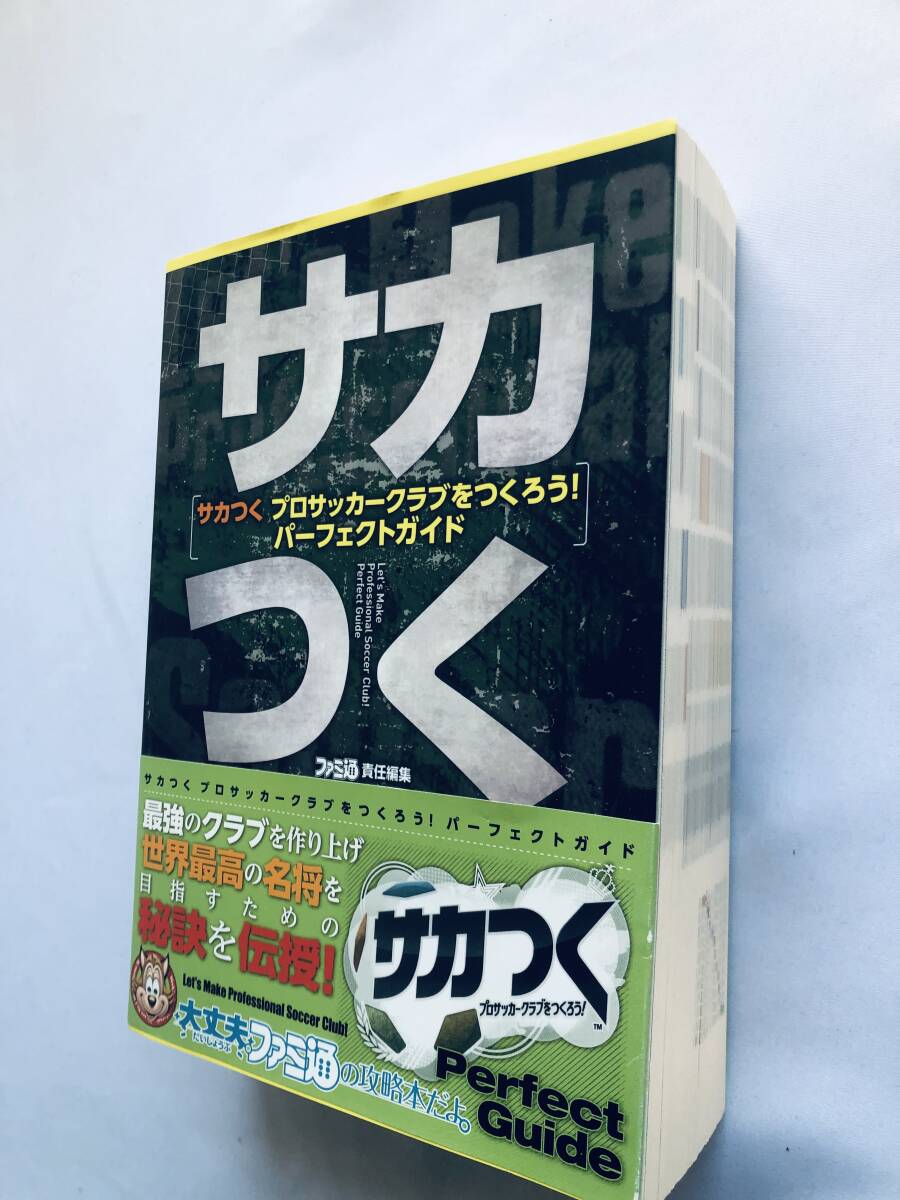 サカ
サカつく プロサッカークラブをつくろう!
パーフェクトガイド
つく
Let's Make
Professional Soccer Club!
Perfect Guide
ファミ通 責任編集
サカつく プロサッカークラブをつくろう! パーフェクトガイド
最強のクラブを作り上げ
世界最高の名将を
目指すための
秘訣を伝授!
サカつく
プロサッカークラブをつくろう!
TM
Let's Make Professional Soccer Club!
大丈夫。ファミ通の攻略本だよ。
だいじょうぶ
Perfect
Guide